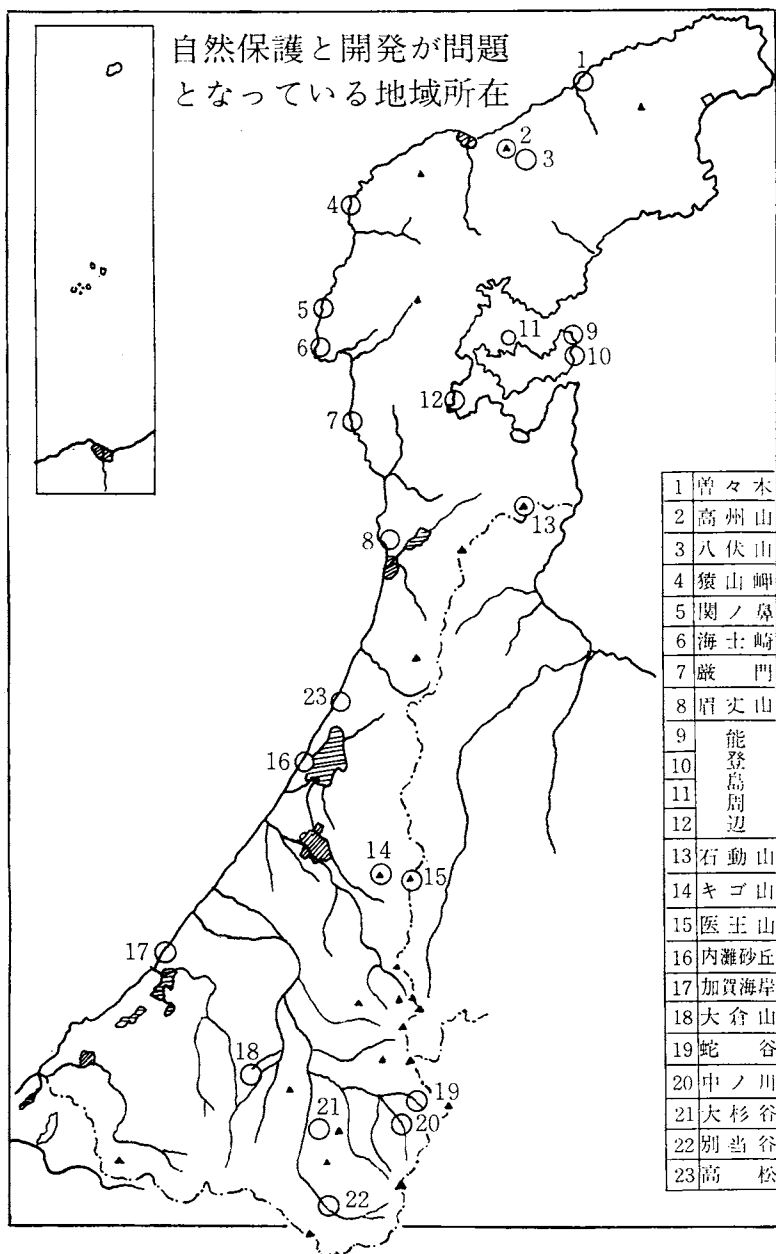 自然保護と開発が問題
となっている地域所在
1
2
3
4
5
6
7
8
9
10
11
12
13
14
15
16
17
18
19
20
21
22
23
1 曽々木
2 高州山
3 八伏山
4 猿山岬
5 関ノ鼻
6 海士崎
7 厳門
8 眉丈山
9 10 11 12 能登島周辺
13 石動山
14 キゴ山
15 医王山
16 内灘砂丘
17 加賀海岸
18 大倉山
19 蛇谷
20 中ノ川
21 大杉谷
22 別当谷
23 高松